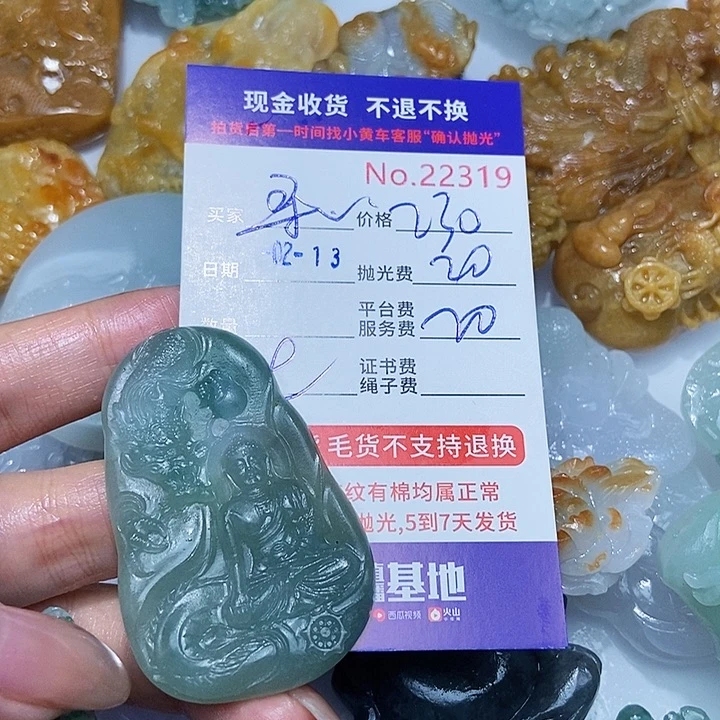 现金收货 不退不换
拍货后第一时间找小黄车客服“确认抛光”
No.22319
买家 价格 230
日期 02-13 抛光费 20
数量 平台费
服务费 20
证书费
绳子费
毛货不支持退换
纹有棉均属正常
抛光,5到7天发货
基地
西瓜视频 火山